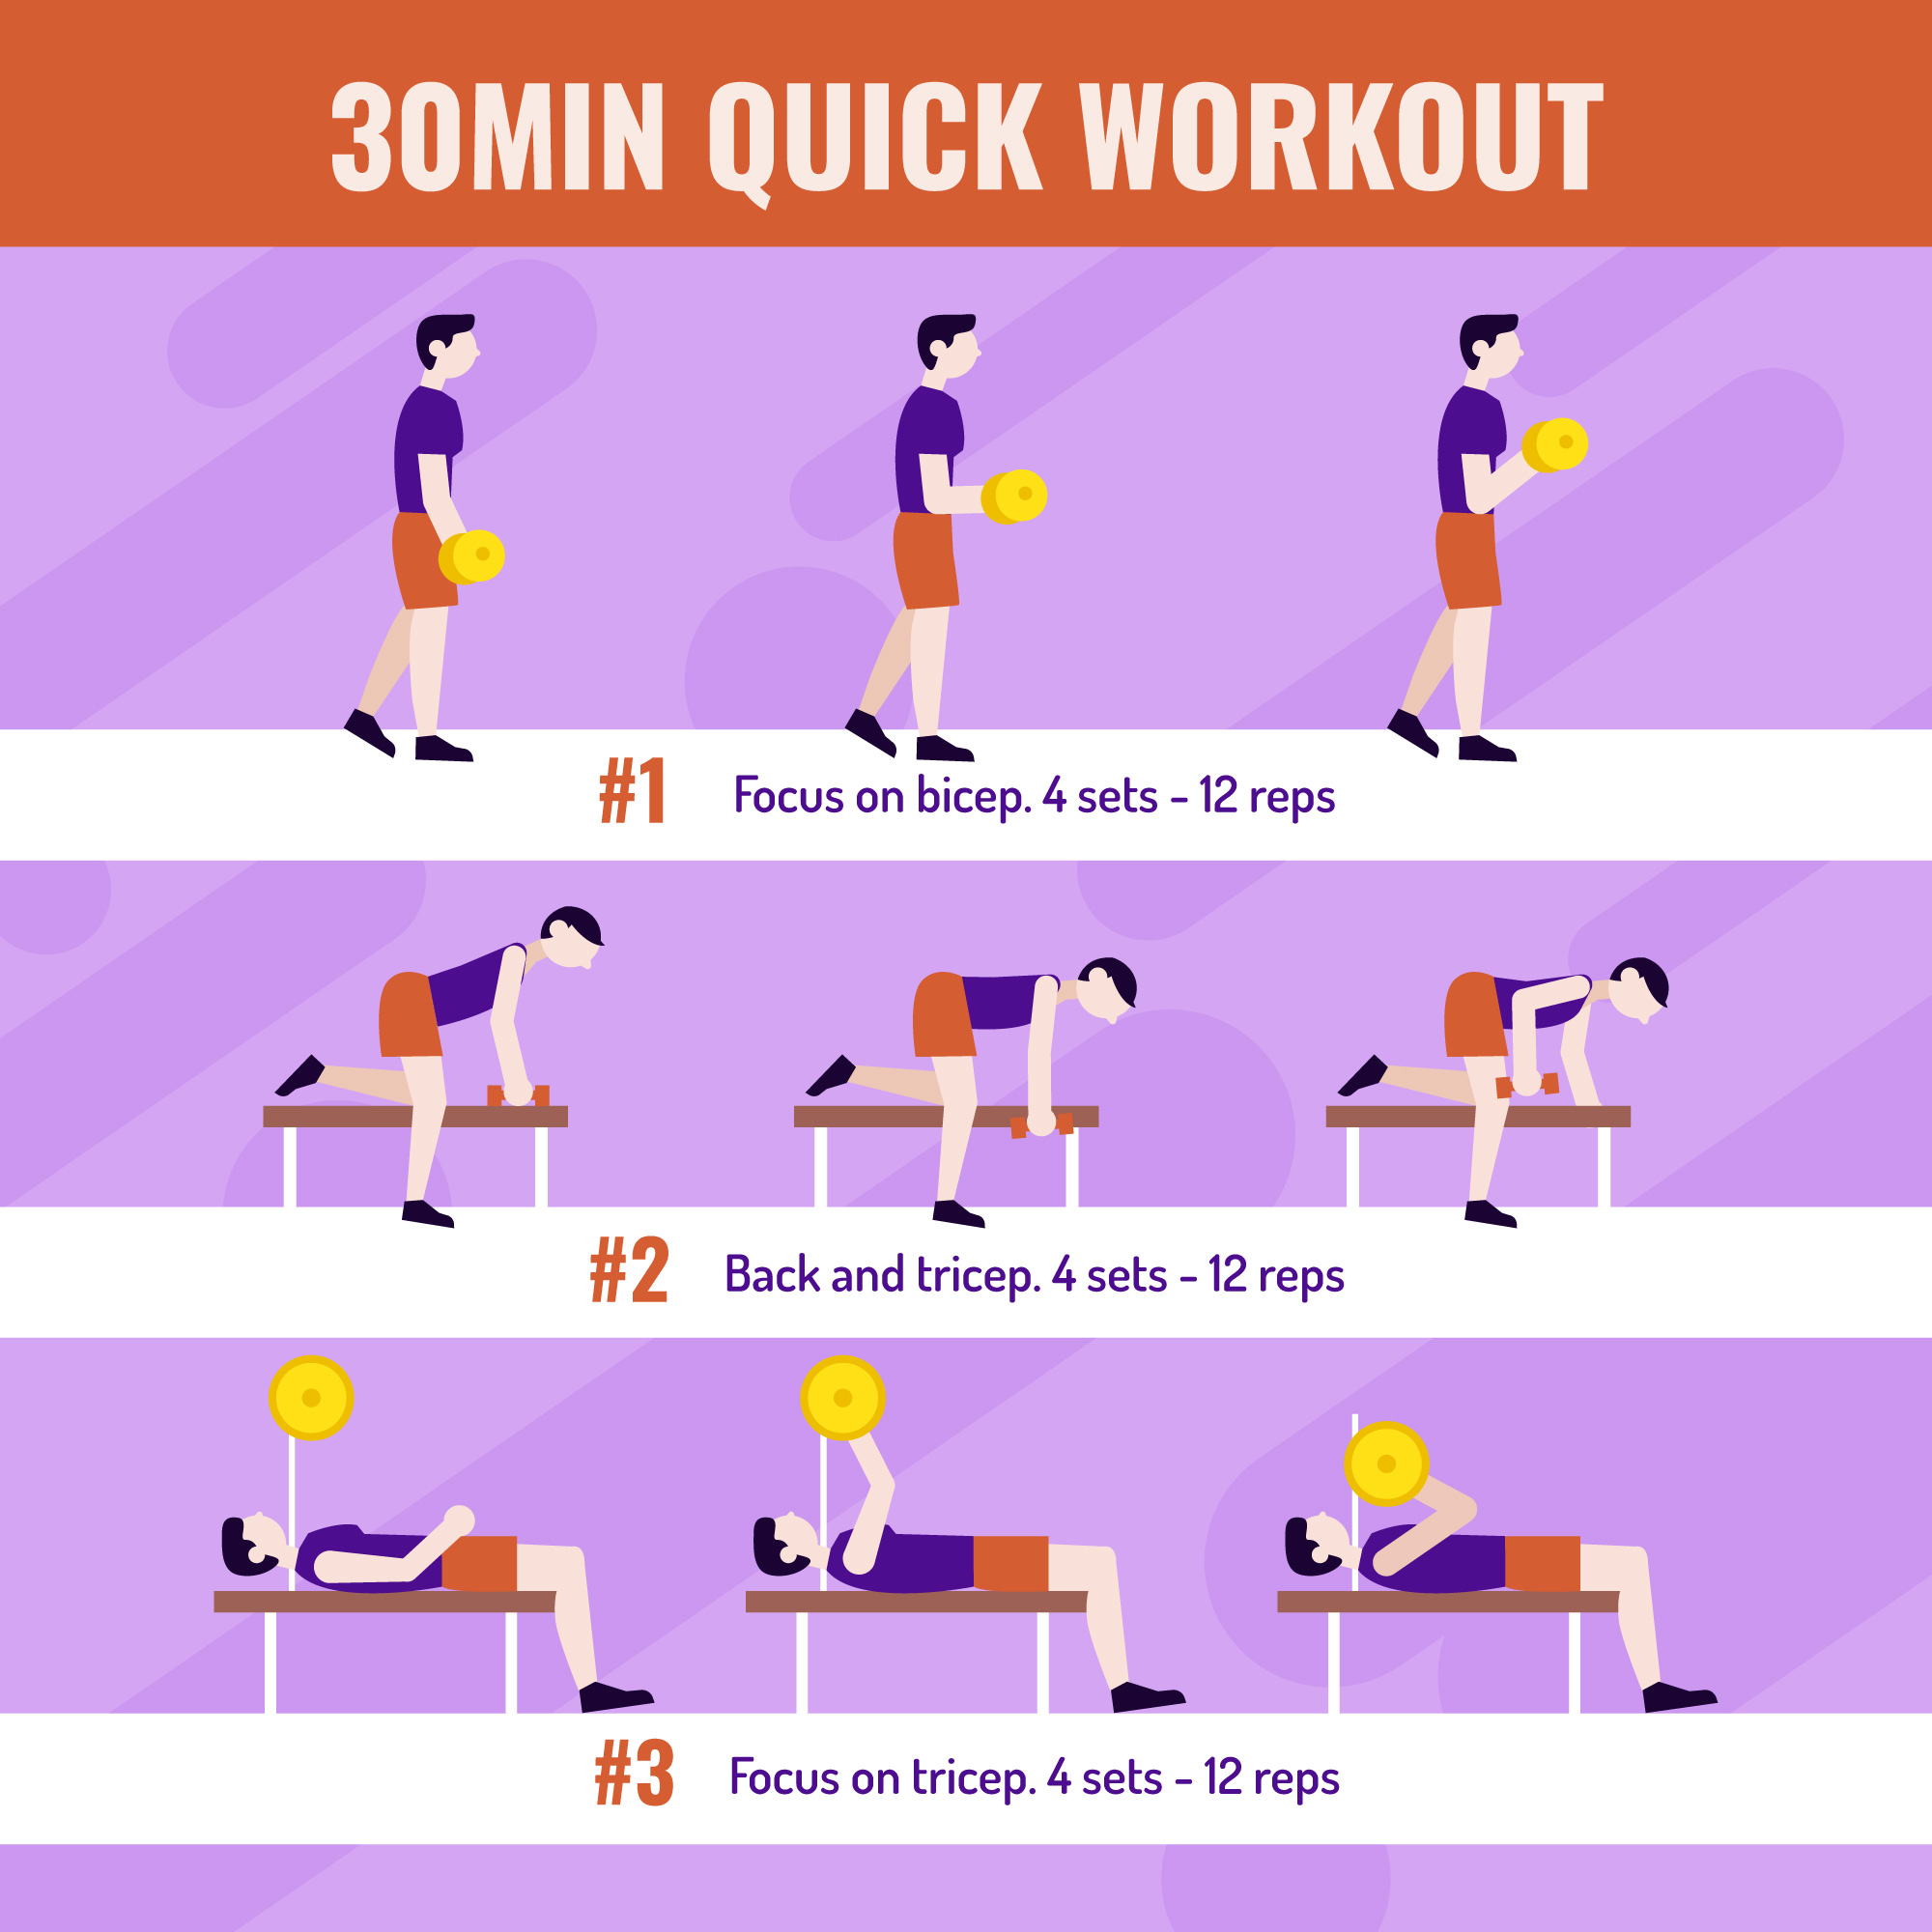 30MIN QUICK WORKOUT
#1 Focus on bicep. 4 sets – 12 reps
#2 Back and tricep. 4 sets – 12 reps
#3 Focus on tricep. 4 sets – 12 reps